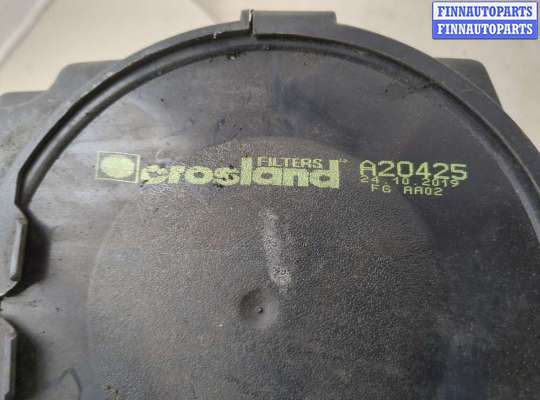 FINNAUTOPARTS
FINNAUTOPARTS
FILTERS
crosland
A20425
24.10.2019
FG AA02